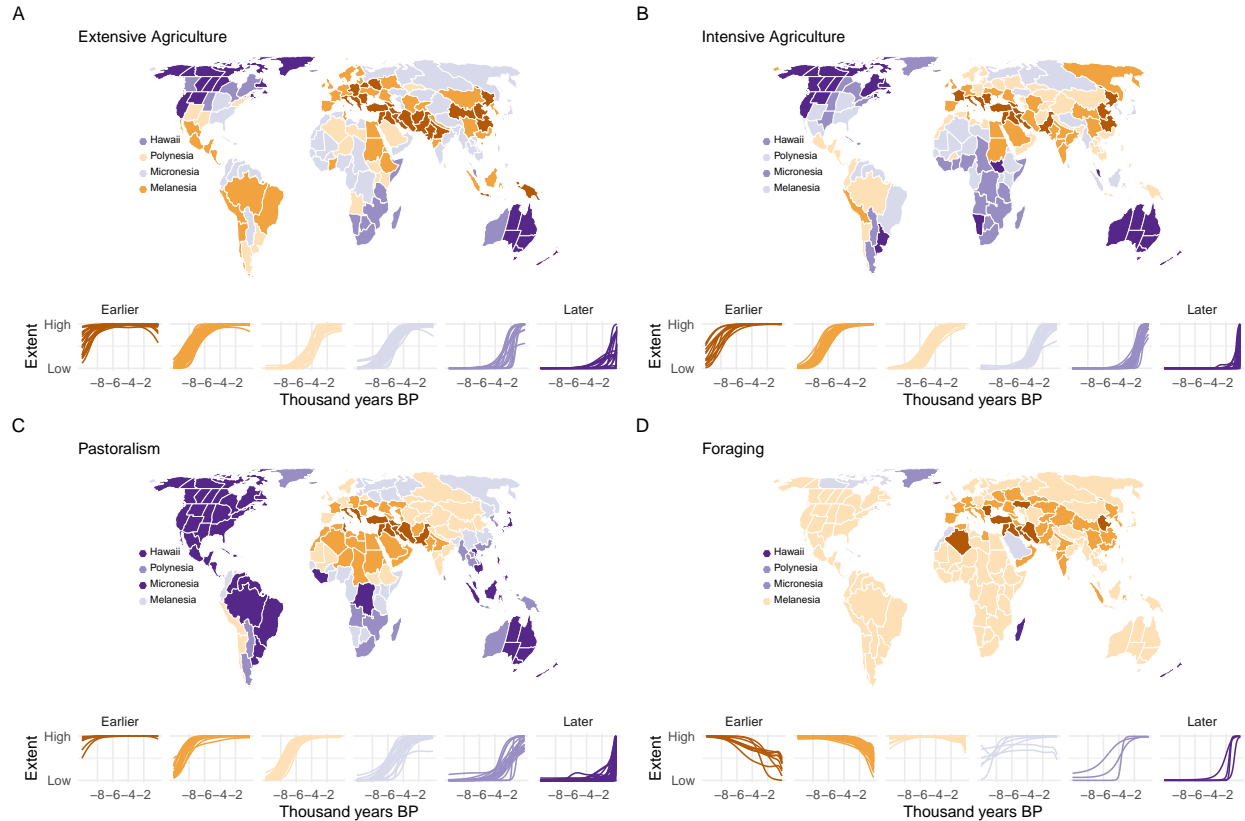 A
Extensive Agriculture
Hawaii
Polynesia
Micronesia
Melanesia
Earlier
Later
High
Low
Extent
−8−6−4−2 −8−6−4−2 −8−6−4−2 −8−6−4−2 −8−6−4−2 −8−6−4−2
Thousand years BP
B
Intensive Agriculture
Hawaii
Polynesia
Micronesia
Melanesia
Earlier
Later
High
Low
Extent
−8−6−4−2 −8−6−4−2 −8−6−4−2 −8−6−4−2 −8−6−4−2 −8−6−4−2
Thousand years BP
C
Pastoralism
Hawaii
Polynesia
Micronesia
Melanesia
Earlier
Later
High
Low
Extent
−8−6−4−2 −8−6−4−2 −8−6−4−2 −8−6−4−2 −8−6−4−2 −8−6−4−2
Thousand years BP
D
Foraging
Hawaii
Polynesia
Micronesia
Melanesia
Earlier
Later
High
Low
Extent
−8−6−4−2 −8−6−4−2 −8−6−4−2 −8−6−4−2 −8−6−4−2 −8−6−4−2
Thousand years BP